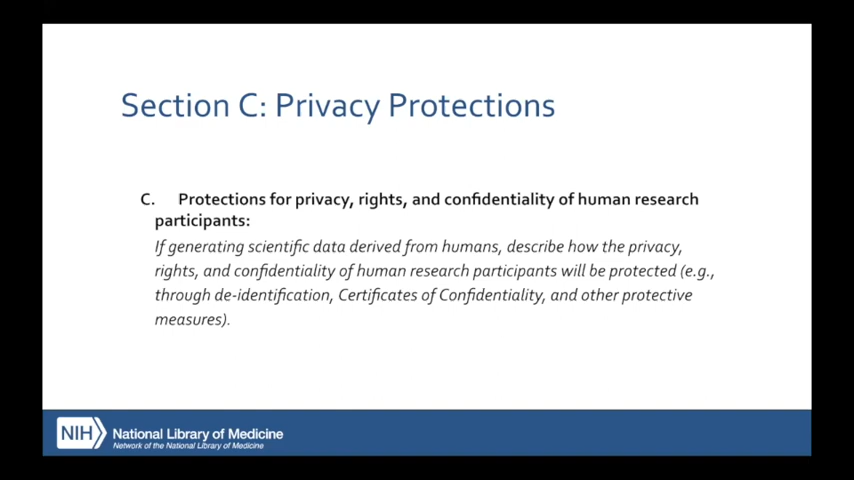 Section C: Privacy Protections
C. Protections for privacy, rights, and confidentiality of human research
participants:
If generating scientific data derived from humans, describe how the privacy,
rights, and confidentiality of human research participants will be protected (e.g.,
through de-identification, Certificates of Confidentiality, and other protective
measures).
NIH National Library of Medicine
Network of the National Library of Medicine